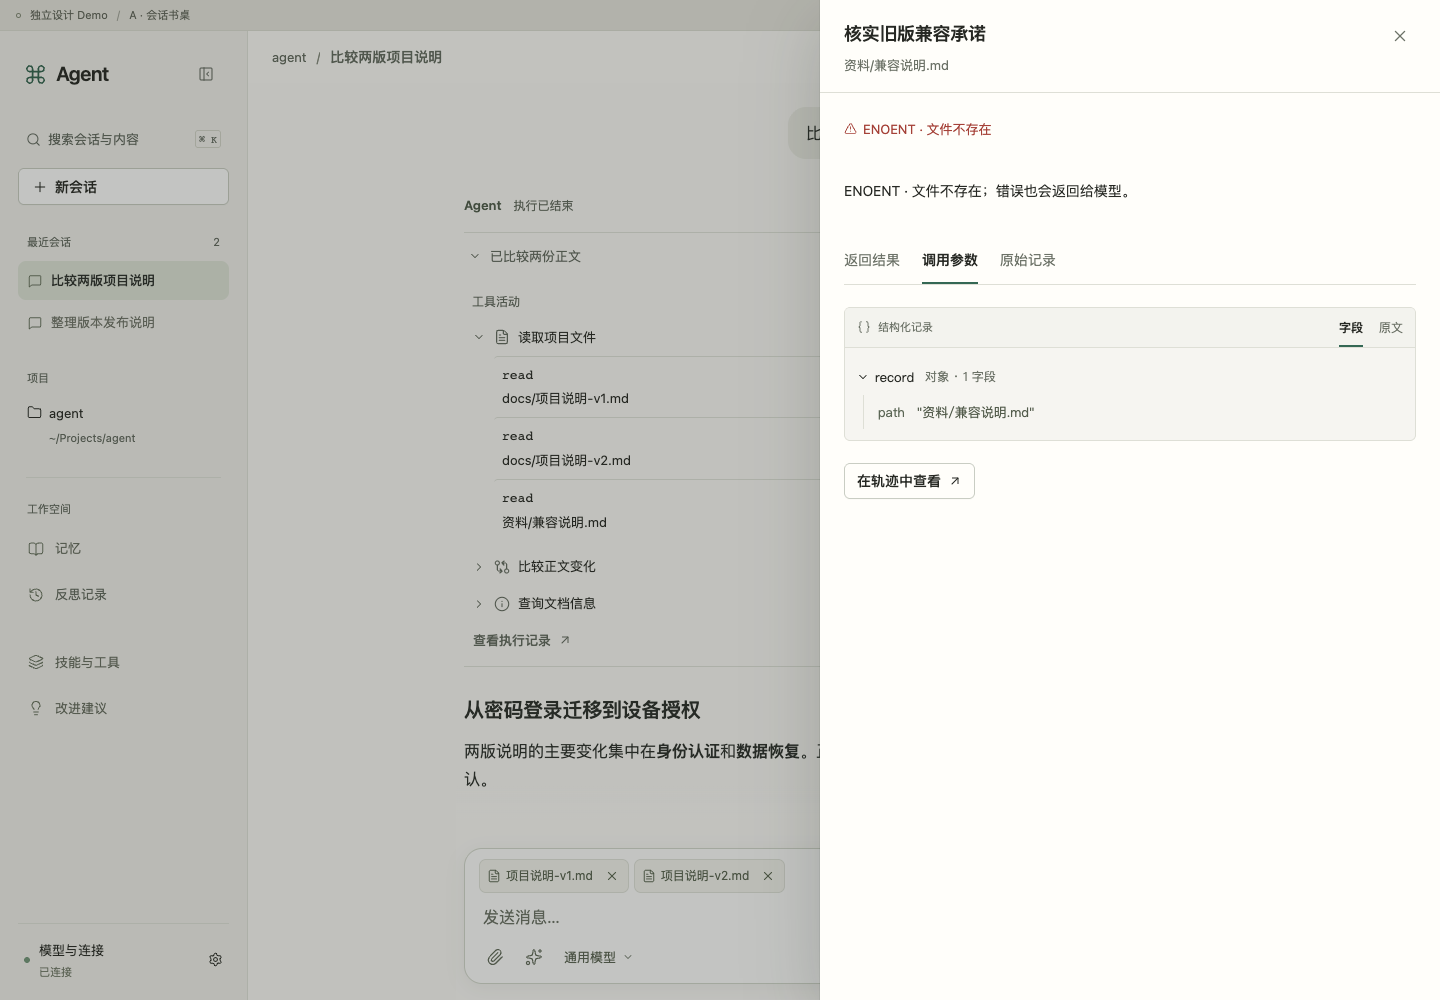 独立设计 Demo / A · 会话书桌
Agent
搜索会话与内容 ⌘ K
新会话
最近会话 2
比较两版项目说明
整理版本发布说明
项目
agent
~/Projects/agent
工作空间
记忆
反思记录
技能与工具
改进建议
模型与连接
已连接
agent / 比较两版项目说明
比
Agent 执行已结束
已比较两份正文
工具活动
读取项目文件
read
docs/项目说明-v1.md
read
docs/项目说明-v2.md
read
资料/兼容说明.md
比较正文变化
查询文档信息
查看执行记录
从密码登录迁移到设备授权
两版说明的主要变化集中在身份认证和数据恢复。
认。
项目说明-v1.md
项目说明-v2.md
发送消息...
通用模型
核实旧版兼容承诺
资料/兼容说明.md
ENOENT · 文件不存在
ENOENT · 文件不存在；错误也会返回给模型。
返回结果 调用参数 原始记录
{ } 结构化记录 字段 原文
record 对象 · 1 字段
path "资料/兼容说明.md"
在轨迹中查看